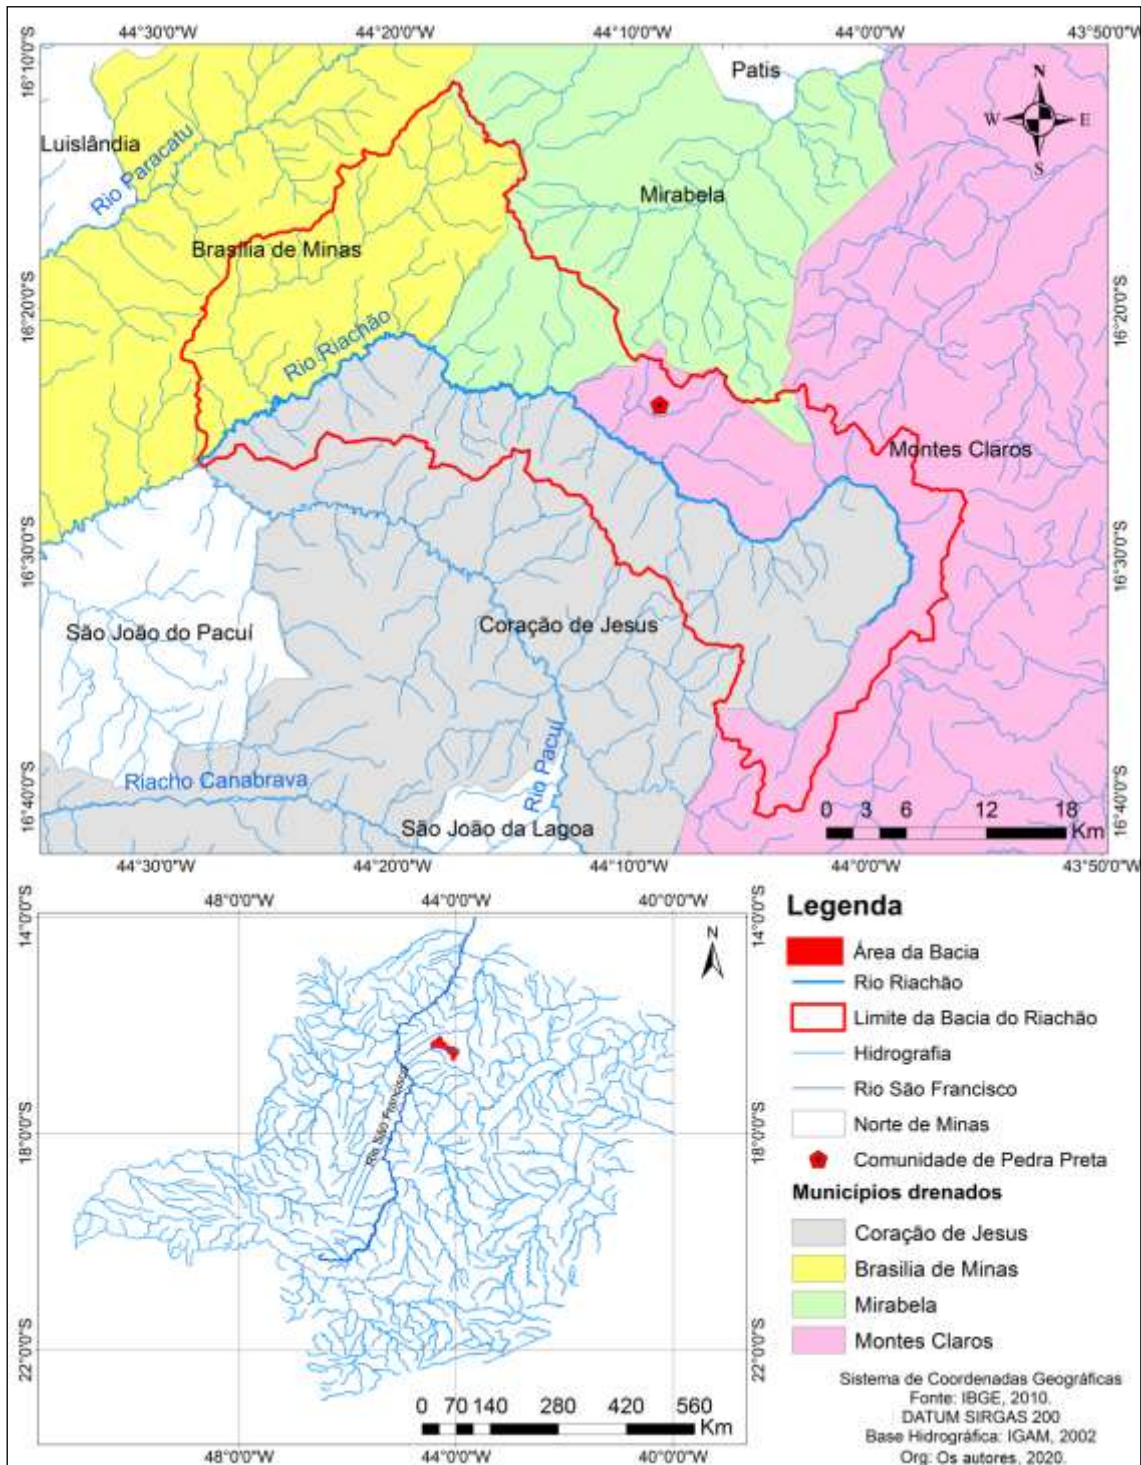 44°30'0"W 44°20'0"W 44°10'0"W 44°0'0"W 43°50'0"W
16°10'0"S
16°10'0"S
Patis
N
W E
S
Luislândia
Rio Paracatu
Mirabela
Brasília de Minas
16°20'0"S
16°20'0"S
Rio Riachão
Montes Claros
16°30'0"S
16°30'0"S
São João do Pacuí
Coração de Jesus
Rio Pacuí
Riacho Canabrava
16°40'0"S
16°40'0"S
0 3 6 12 18
Km
São João da Lagoa
44°30'0"W 44°20'0"W 44°10'0"W 44°0'0"W 43°50'0"W
48°0'0"W 44°0'0"W 40°0'0"W
14°0'0"S
14°0'0"S
N
Rio São Francisco
18°0'0"S
18°0'0"S
22°0'0"S
22°0'0"S
0 70 140 280 420 560
Km
48°0'0"W 44°0'0"W 40°0'0"W
Legenda
Área da Bacia
Rio Riachão
Limite da Bacia do Riachão
Hidrografia
Rio São Francisco
Norte de Minas
Comunidade de Pedra Preta
Municípios drenados
Coração de Jesus
Brasilia de Minas
Mirabela
Montes Claros
Sistema de Coordenadas Geográficas
Fonte: IBGE, 2010.
DATUM SIRGAS 200
Base Hidrográfica: IGAM, 2002
Org: Os autores, 2020.